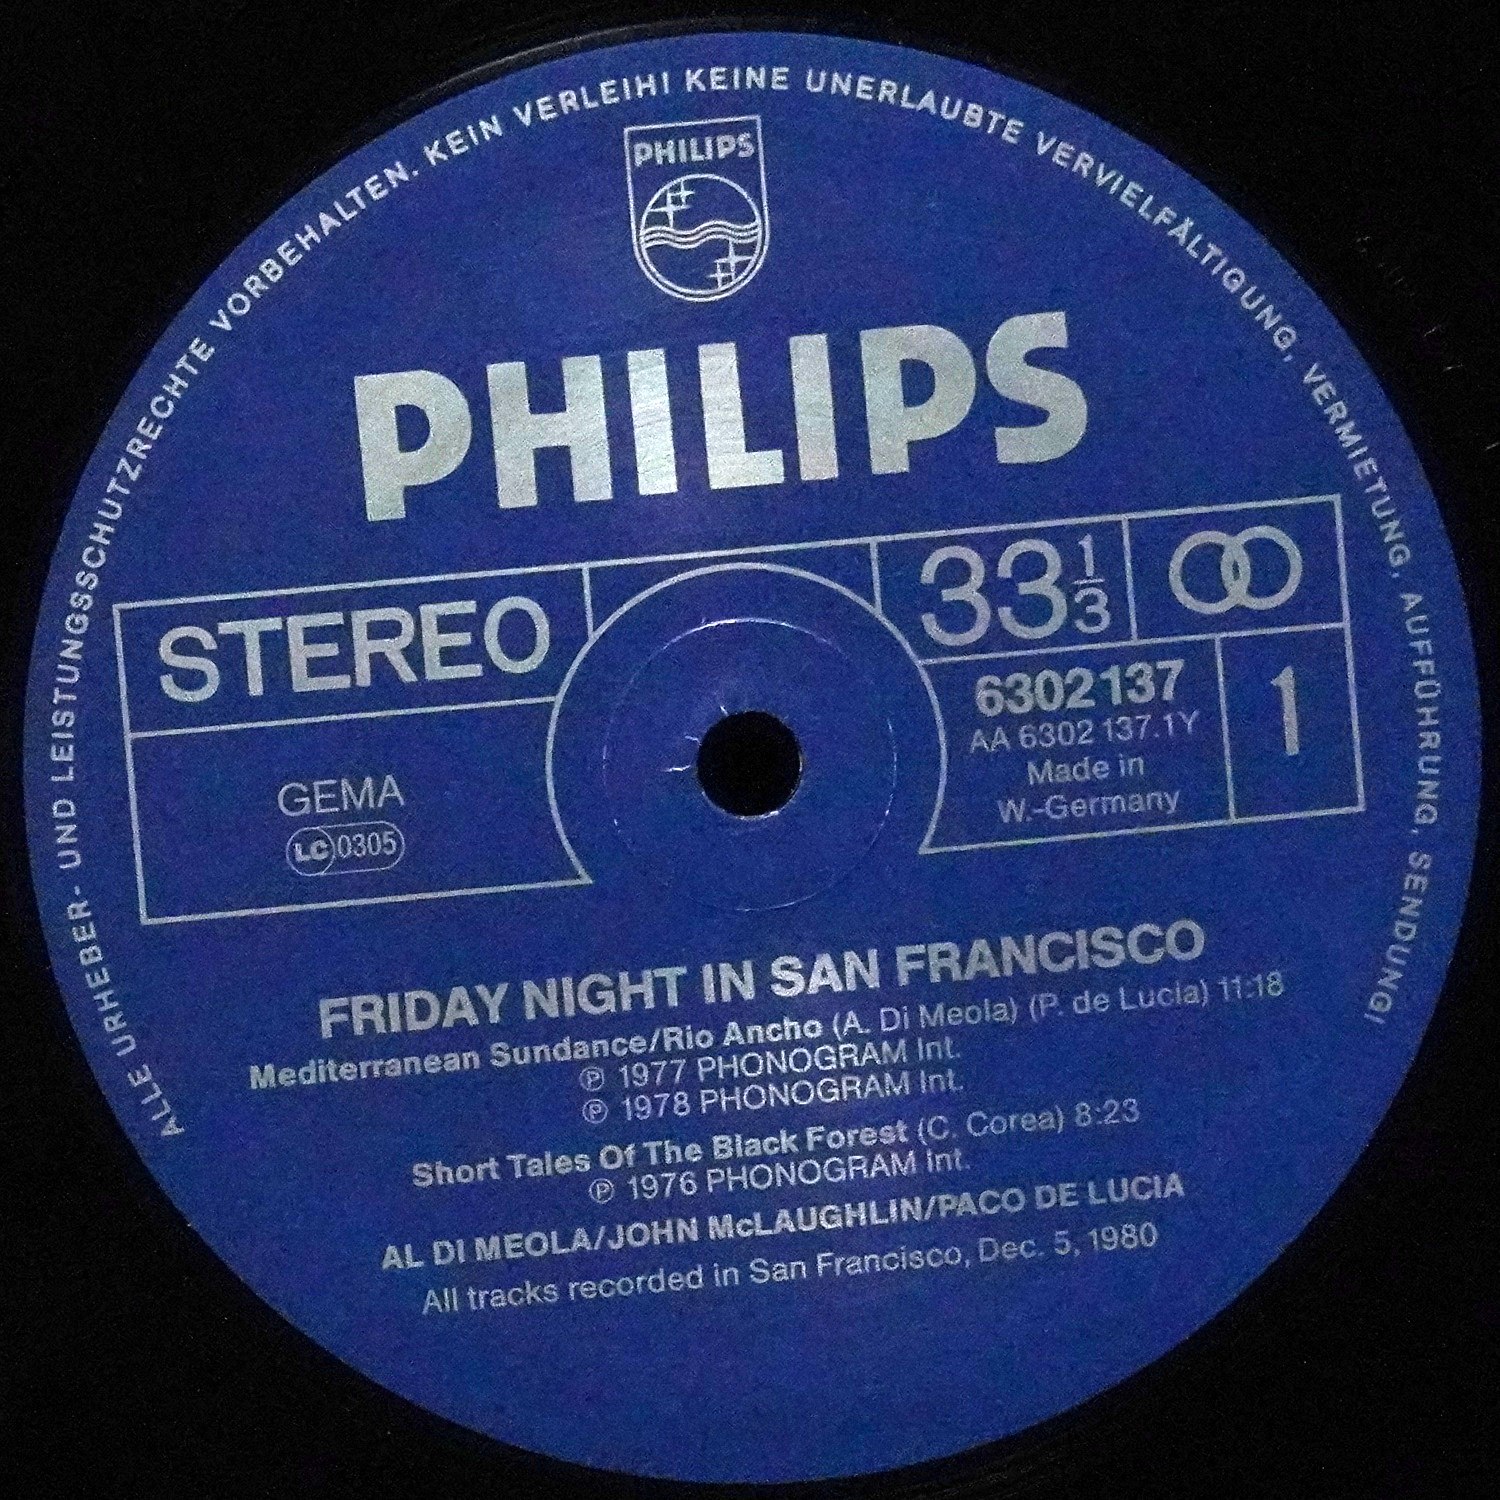 ALLE URHEBER- UND LEISTUNGSSCHUTZRECHTE VORBEHALTEN. KEIN VERLEIH! KEINE UNERLAUBTE VERVIELFÄLTIGUNG, VERMIETUNG, AUFFÜHRUNG, SENDUNG!
PHILIPS
PHILIPS
STEREO
33 1/3
6302 137
AA 6302 137.1Y
Made in
W.-Germany
1
GEMA
LC 0305
FRIDAY NIGHT IN SAN FRANCISCO
Mediterranean Sundance/Rio Ancho (A. Di Meola) (P. de Lucia) 11:18
℗ 1977 PHONOGRAM Int.
℗ 1978 PHONOGRAM Int.
Short Tales Of The Black Forest (C. Corea) 8:23
℗ 1976 PHONOGRAM Int.
AL DI MEOLA/JOHN McLAUGHLIN/PACO DE LUCIA
All tracks recorded in San Francisco, Dec. 5, 1980